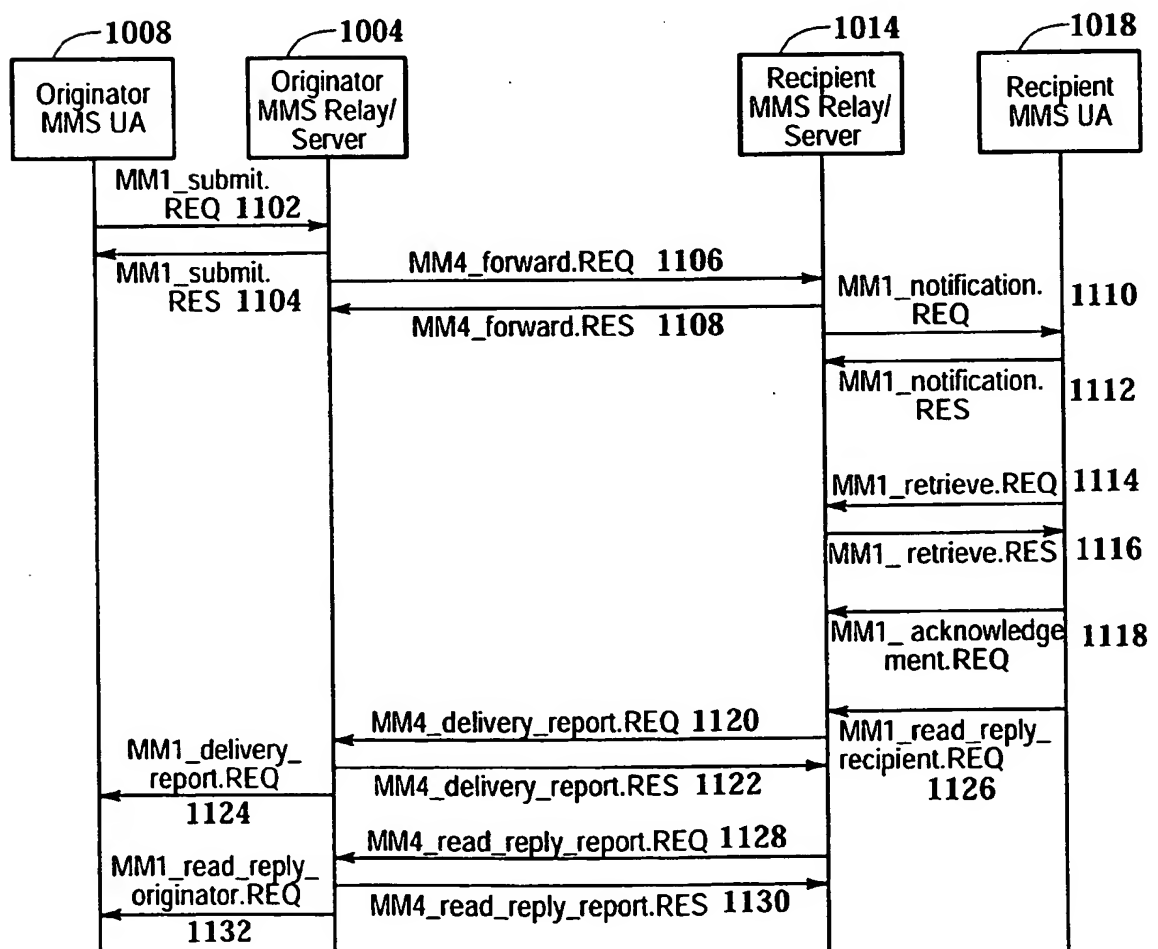 1008
1004
1014
1018
Originator
MMS UA
Originator
MMS Relay/
Server
Recipient
MMS Relay/
Server
Recipient
MMS UA
MM1_submit.
REQ 1102
MM1_submit.
RES 1104
MM4_forward.REQ 1106
MM4_forward.RES 1108
MM1_notification.
REQ
1110
MM1_notification.
RES
1112
MM1_retrieve.REQ 1114
MM1_ retrieve.RES 1116
MM1_ acknowledge
ment.REQ
1118
MM4_delivery_report.REQ 1120
MM1_read_reply_
recipient.REQ
1126
MM1_delivery_
report.REQ
1124
MM4_delivery_report.RES 1122
MM4_read_reply_report.REQ 1128
MM1_read_reply_
originator.REQ
1132
MM4_read_reply_report.RES 1130